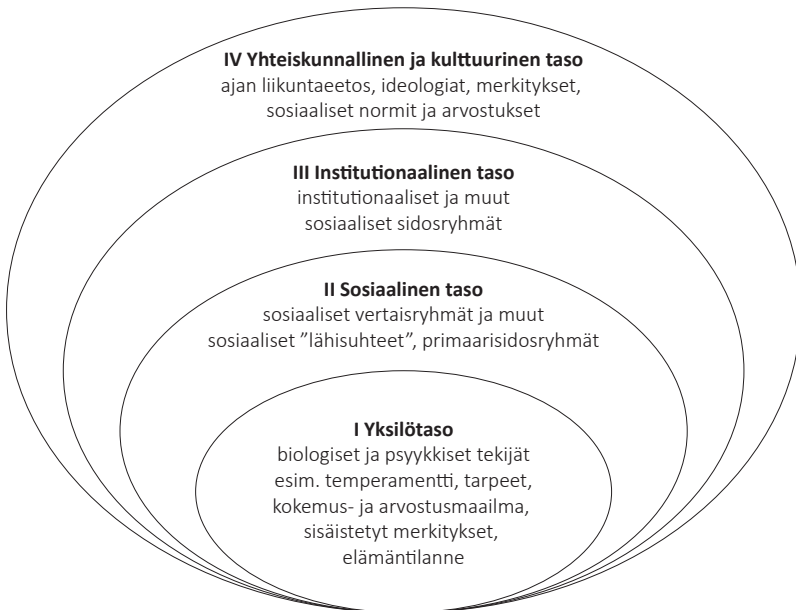 IV Yhteiskunnallinen ja kulttuurinen taso
ajan liikuntaeetos, ideologiat, merkitykset,
sosiaaliset normit ja arvostukset
III Institutionaalinen taso
institutionaaliset ja muut
sosiaaliset sidosryhmät
II Sosiaalinen taso
sosiaaliset vertaisryhmät ja muut
sosiaaliset ”lähisuhteet”, primaarisidosryhmät
I Yksilötaso
biologiset ja psyykkiset tekijät
esim. temperamentti, tarpeet,
kokemus- ja arvostusmaailma,
sisäistetyt merkitykset,
elämäntilanne